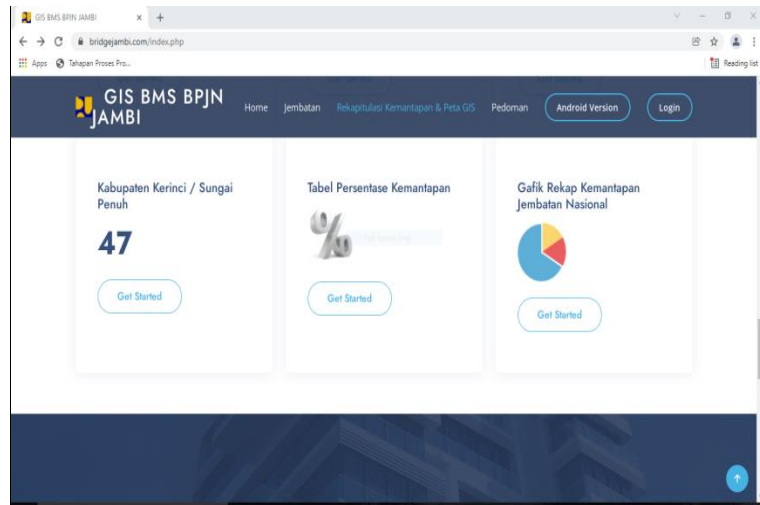 GIS BMS BPJN JAMBI
bridgejambi.com/index.php
Apps Tahapan Proses Pro... Reading list
GIS BMS BPJN
JAMBI
Home Jembatan Rekapitulasi Kemantapan & Peta GIS Pedoman Android Version Login
Kabupaten Kerinci / Sungai
Penuh
47
Get Started
Tabel Persentase Kemantapan
%
Get Started
Gafik Rekap Kemantapan
Jembatan Nasional
Get Started